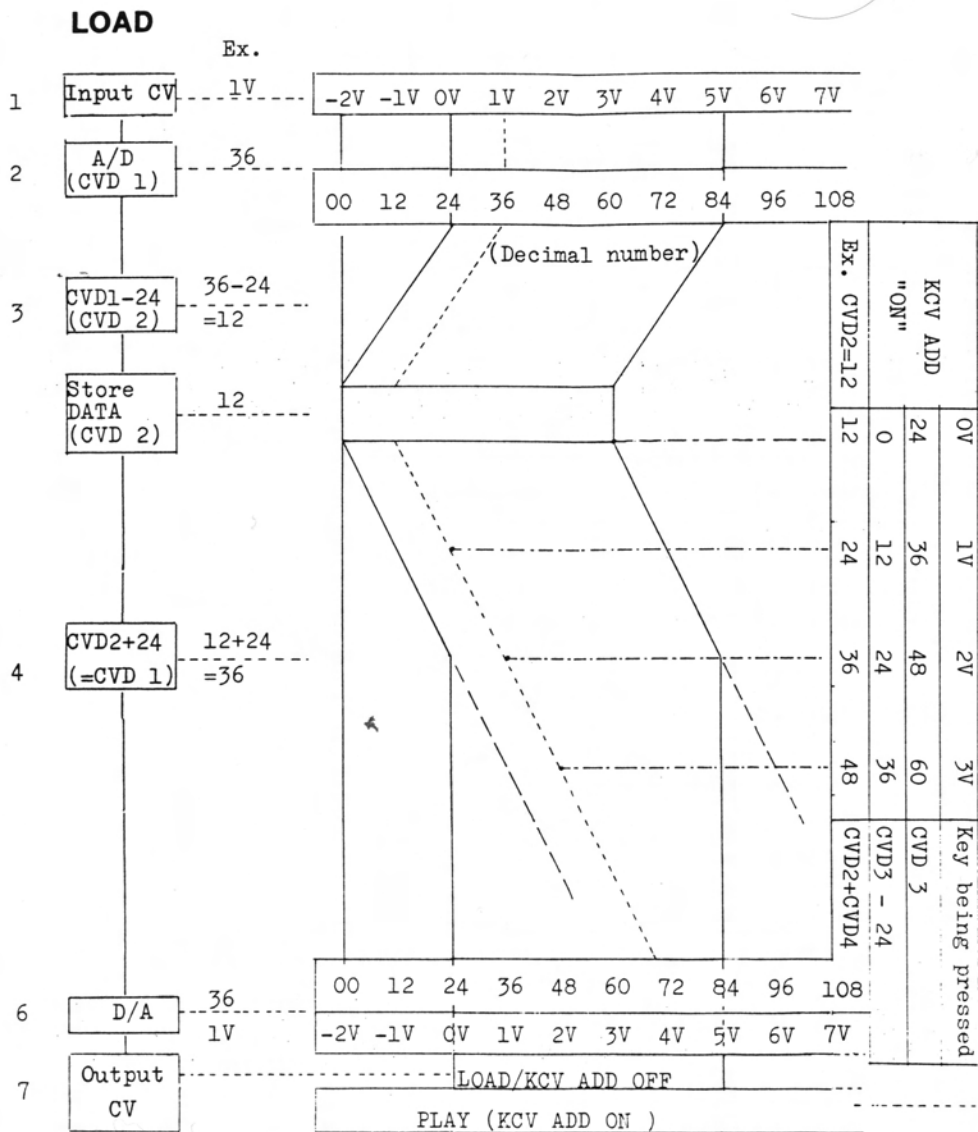 LOAD
Ex.
1 Input CV 1V
-2V -1V 0V 1V 2V 3V 4V 5V 6V 7V
2 A/D (CVD 1) 36
00 12 24 36 48 60 72 84 96 108
(Decimal number)
3 CVD1-24 (CVD 2) 36-24 =12
Store DATA (CVD 2) 12
4 CVD2+24 (=CVD 1) 12+24 =36
KCV ADD "ON"
0V 1V 2V 3V Key being pressed
24 36 48 60 CVD 3
0 12 24 36 CVD3 - 24
Ex. CVD2=12 12 24 36 48 CVD2+CVD4
00 12 24 36 48 60 72 84 96 108
6 D/A 36 1V
-2V -1V 0V 1V 2V 3V 4V 5V 6V 7V
7 Output CV
LOAD/KCV ADD OFF
PLAY (KCV ADD ON )